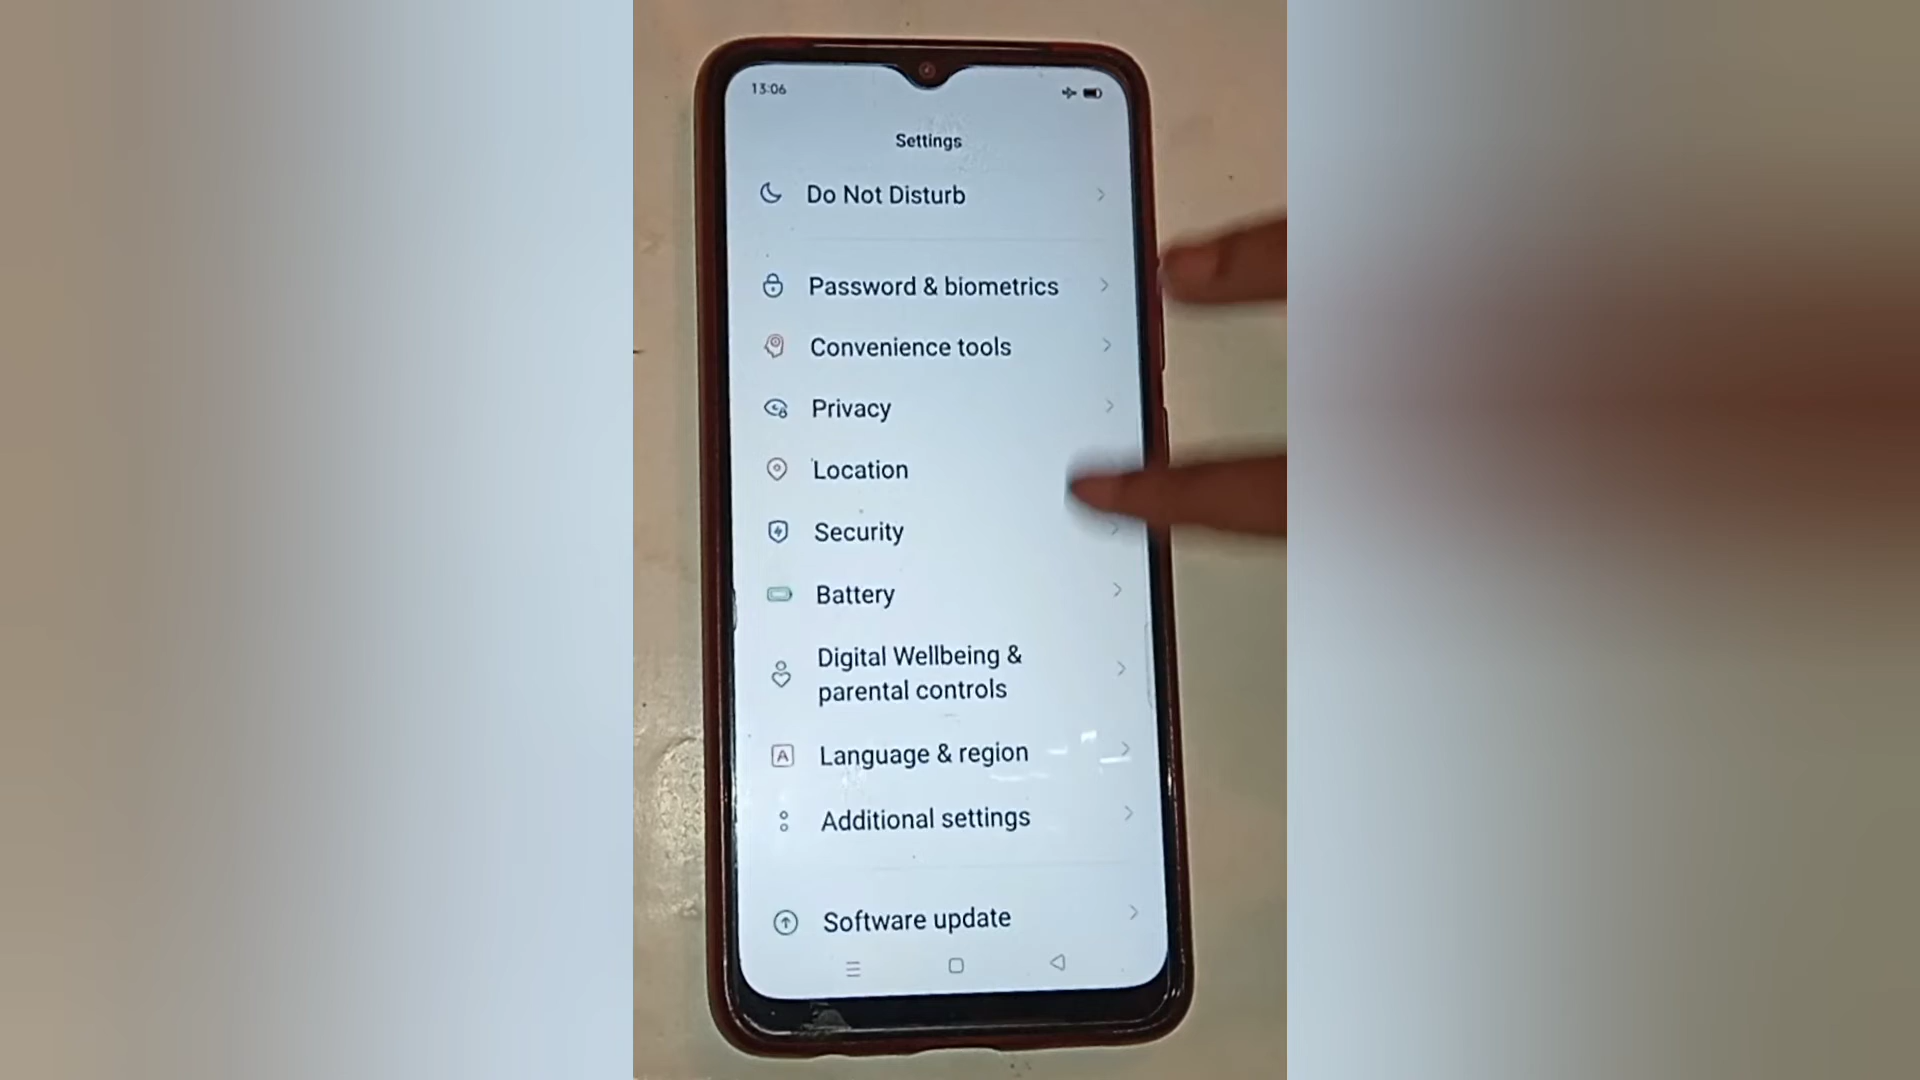 13:06
Settings
Do Not Disturb
Password & biometrics
Convenience tools
Privacy
Location
Security
Battery
Digital Wellbeing &
parental controls
A Language & region
Additional settings
Software update